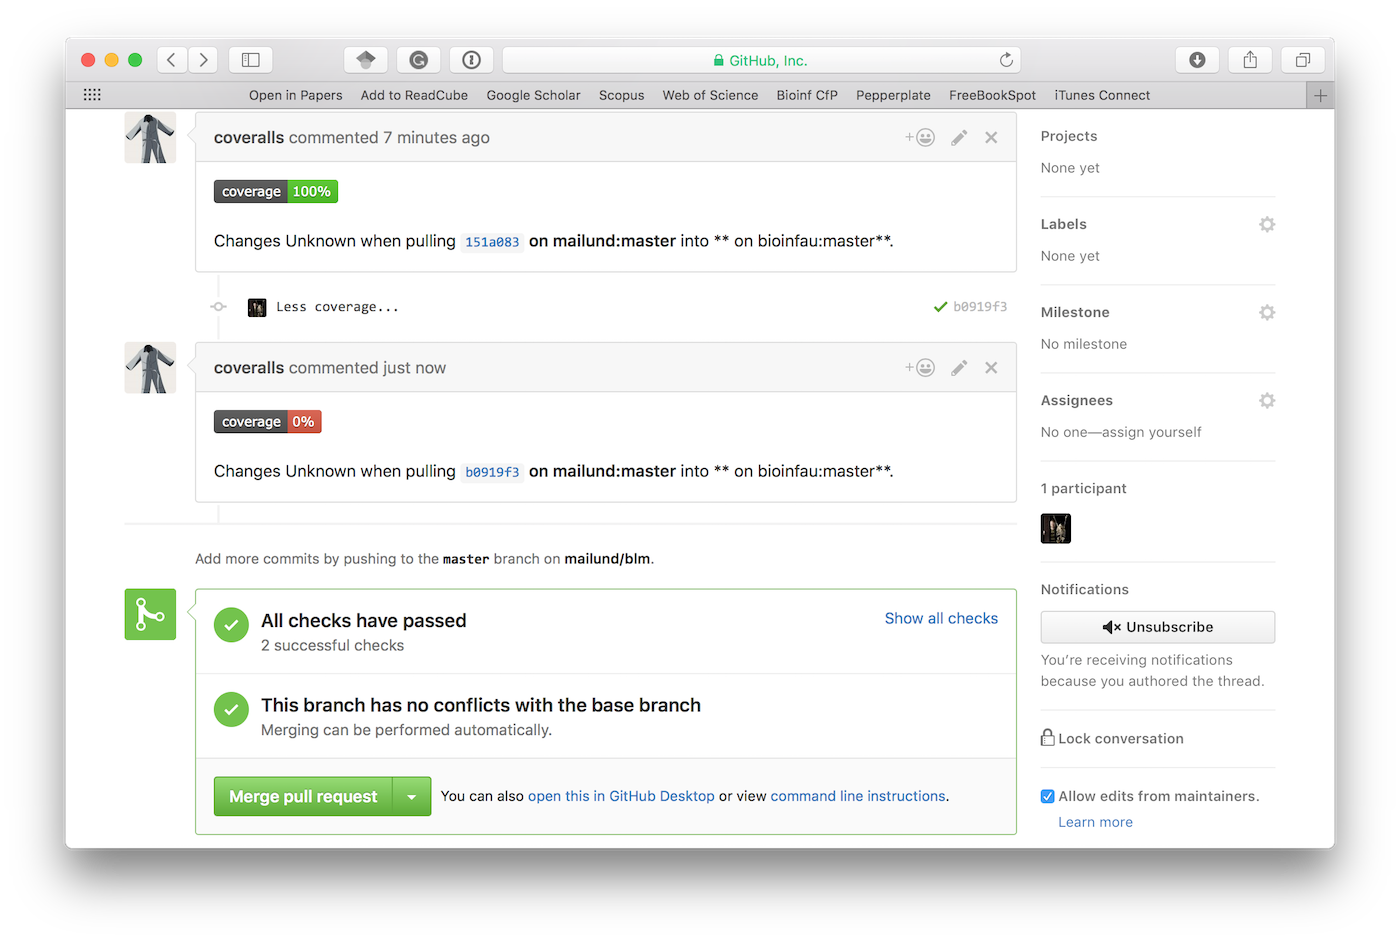 GitHub, Inc.
Open in Papers Add to ReadCube Google Scholar Scopus Web of Science Bioinf CfP Pepperplate FreeBookSpot iTunes Connect
coveralls commented 7 minutes ago
coverage 100%
Changes Unknown when pulling 151a083 on mailund:master into ** on bioinfau:master**.
Less coverage...
b0919f3
coveralls commented just now
coverage 0%
Changes Unknown when pulling b0919f3 on mailund:master into ** on bioinfau:master**.
Add more commits by pushing to the master branch on mailund/blm.
All checks have passed
2 successful checks
Show all checks
This branch has no conflicts with the base branch
Merging can be performed automatically.
Merge pull request
You can also open this in GitHub Desktop or view command line instructions.
Projects
None yet
Labels
None yet
Milestone
No milestone
Assignees
No one—assign yourself
1 participant
Notifications
Unsubscribe
You’re receiving notifications
because you authored the thread.
Lock conversation
Allow edits from maintainers.
Learn more